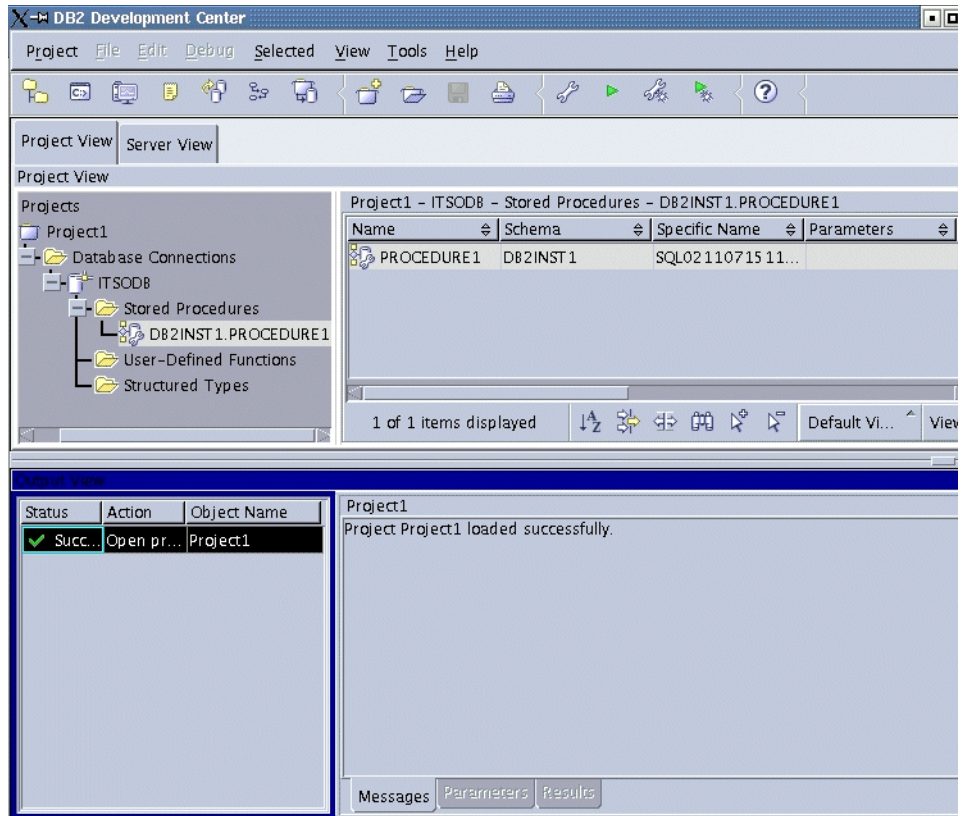 DB2 Development Center
Project File Edit Debug Selected View Tools Help
Project View Server View
Project View
Projects
Project1
Database Connections
ITSODB
Stored Procedures
DB2INST1.PROCEDURE1
User-Defined Functions
Structured Types
Project1 - ITSODB - Stored Procedures - DB2INST1.PROCEDURE1
Name Schema Specific Name Parameters
PROCEDURE1 DB2INST1 SQL0211071511...
1 of 1 items displayed Default Vi... View
Output View
Status Action Object Name
Succ... Open pr... Project1
Project1
Project Project1 loaded successfully.
Messages Parameters Results